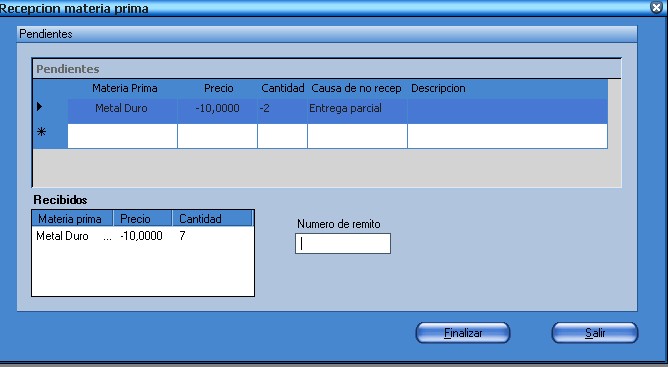 Recepcion materia prima
Pendientes
Pendientes
Materia Prima Precio Cantidad Causa de no recep Descripcion
Metal Duro -10,0000 -2 Entrega parcial
Recibidos
Materia prima Precio Cantidad
Metal Duro ... -10,0000 7
Numero de remito
Finalizar Salir